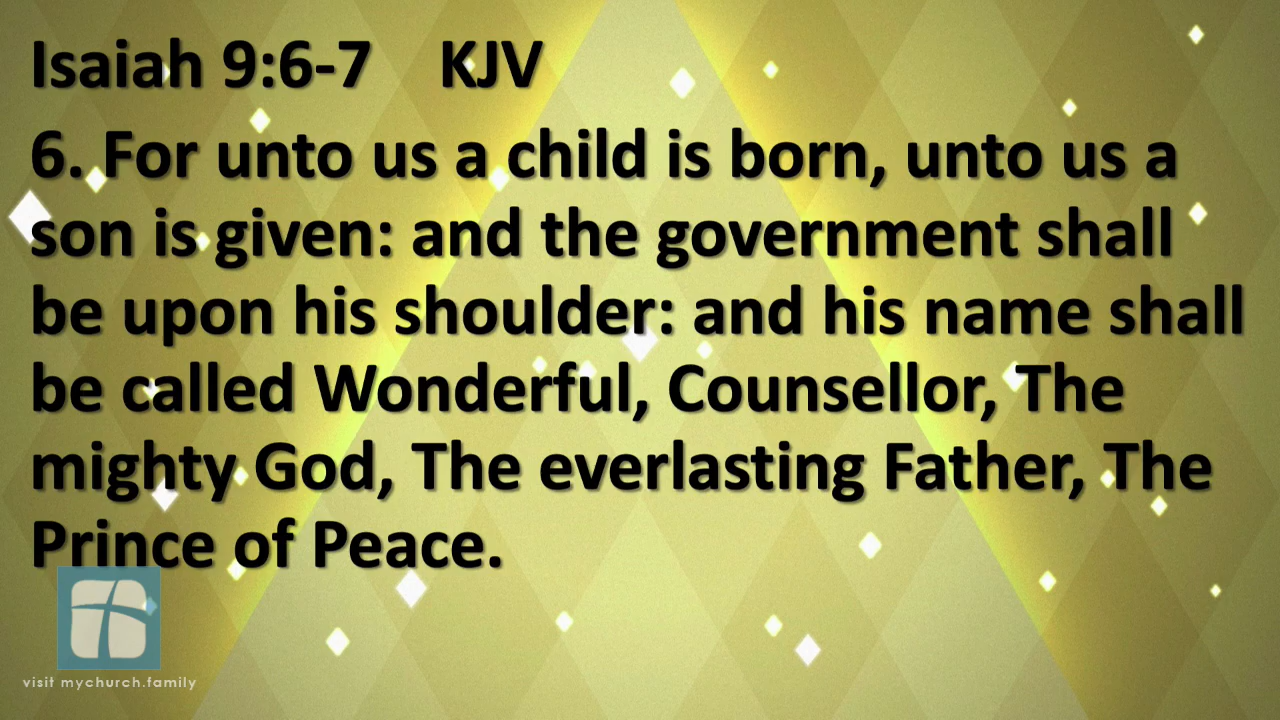 Isaiah 9:6-7 KJV
6. For unto us a child is born, unto us a
son is given: and the government shall
be upon his shoulder: and his name shall
be called Wonderful, Counsellor, The
mighty God, The everlasting Father, The
Prince of Peace.
visit mychurch.family